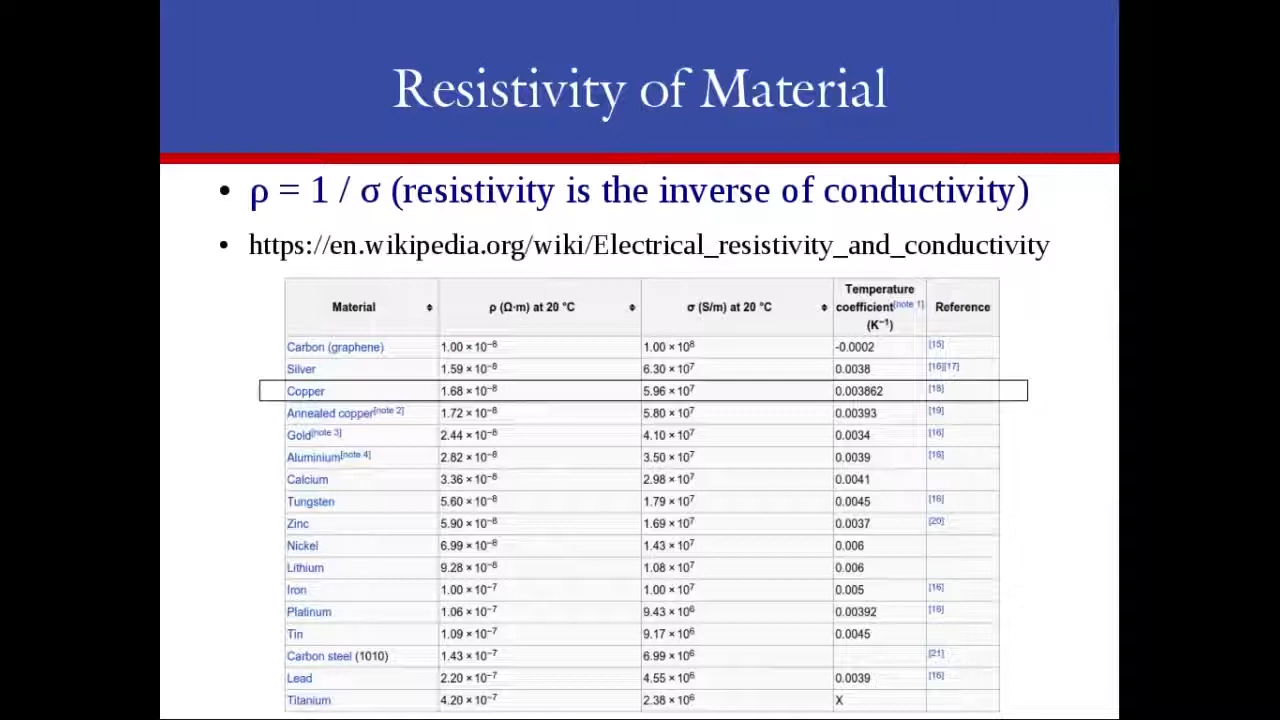 Resistivity of Material
• ρ = 1 / σ (resistivity is the inverse of conductivity)
• https://en.wikipedia.org/wiki/Electrical_resistivity_and_conductivity
Material ρ (Ω·m) at 20 °C σ (S/m) at 20 °C Temperature coefficient[note 1] (K⁻¹) Reference
Carbon (graphene) 1.00 × 10⁻⁸ 1.00 × 10⁸ -0.0002 [15]
Silver 1.59 × 10⁻⁸ 6.30 × 10⁷ 0.0038 [16][17]
Copper 1.68 × 10⁻⁸ 5.96 × 10⁷ 0.003862 [18]
Annealed copper[note 2] 1.72 × 10⁻⁸ 5.80 × 10⁷ 0.00393 [19]
Gold[note 3] 2.44 × 10⁻⁸ 4.10 × 10⁷ 0.0034 [16]
Aluminium[note 4] 2.82 × 10⁻⁸ 3.50 × 10⁷ 0.0039 [16]
Calcium 3.36 × 10⁻⁸ 2.98 × 10⁷ 0.0041
Tungsten 5.60 × 10⁻⁸ 1.79 × 10⁷ 0.0045 [16]
Zinc 5.90 × 10⁻⁸ 1.69 × 10⁷ 0.0037 [20]
Nickel 6.99 × 10⁻⁸ 1.43 × 10⁷ 0.006
Lithium 9.28 × 10⁻⁸ 1.08 × 10⁷ 0.006
Iron 1.00 × 10⁻⁷ 1.00 × 10⁷ 0.005 [16]
Platinum 1.06 × 10⁻⁷ 9.43 × 10⁶ 0.00392 [16]
Tin 1.09 × 10⁻⁷ 9.17 × 10⁶ 0.0045
Carbon steel (1010) 1.43 × 10⁻⁷ 6.99 × 10⁶ [21]
Lead 2.20 × 10⁻⁷ 4.55 × 10⁶ 0.0039 [16]
Titanium 4.20 × 10⁻⁷ 2.38 × 10⁶ X